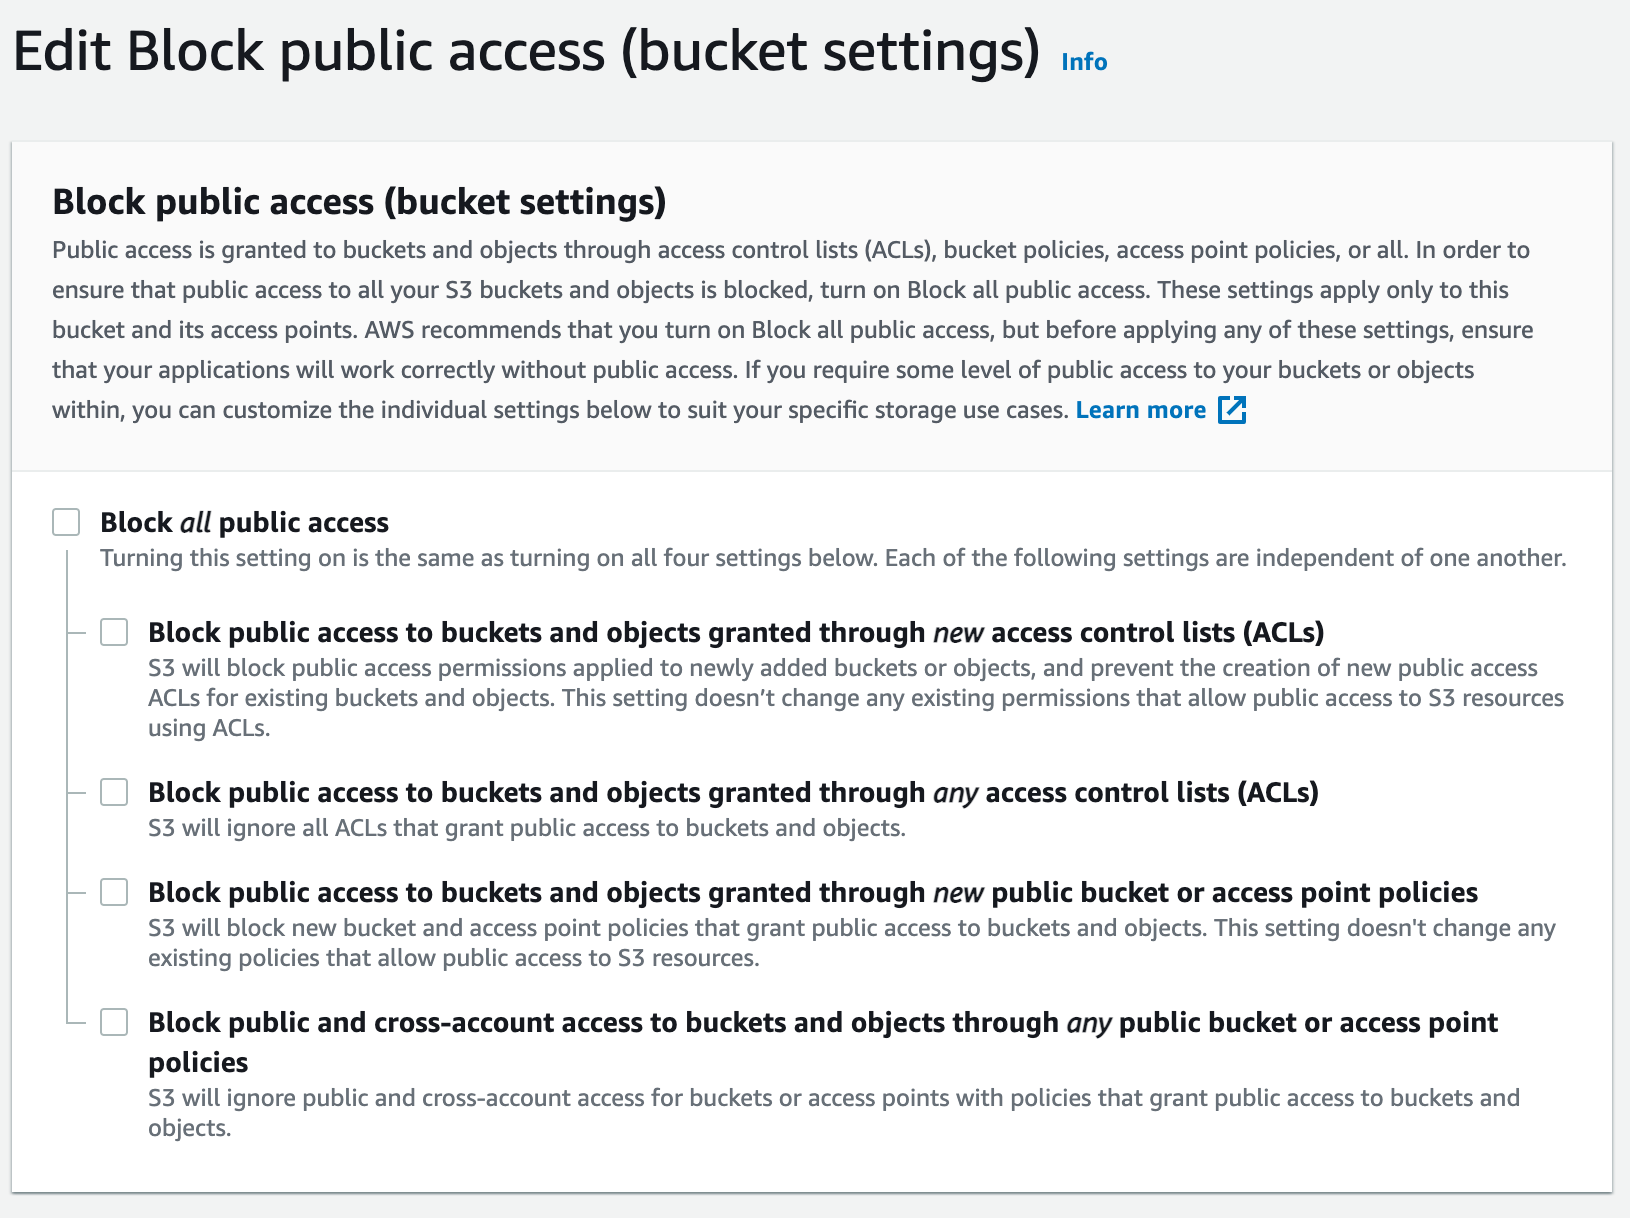 Edit Block public access (bucket settings) Info
Block public access (bucket settings)
Public access is granted to buckets and objects through access control lists (ACLs), bucket policies, access point policies, or all. In order to
ensure that public access to all your S3 buckets and objects is blocked, turn on Block all public access. These settings apply only to this
bucket and its access points. AWS recommends that you turn on Block all public access, but before applying any of these settings, ensure
that your applications will work correctly without public access. If you require some level of public access to your buckets or objects
within, you can customize the individual settings below to suit your specific storage use cases. Learn more
Block all public access
Turning this setting on is the same as turning on all four settings below. Each of the following settings are independent of one another.
Block public access to buckets and objects granted through new access control lists (ACLs)
S3 will block public access permissions applied to newly added buckets or objects, and prevent the creation of new public access
ACLs for existing buckets and objects. This setting doesn’t change any existing permissions that allow public access to S3 resources
using ACLs.
Block public access to buckets and objects granted through any access control lists (ACLs)
S3 will ignore all ACLs that grant public access to buckets and objects.
Block public access to buckets and objects granted through new public bucket or access point policies
S3 will block new bucket and access point policies that grant public access to buckets and objects. This setting doesn't change any
existing policies that allow public access to S3 resources.
Block public and cross-account access to buckets and objects through any public bucket or access point
policies
S3 will ignore public and cross-account access for buckets or access points with policies that grant public access to buckets and
objects.